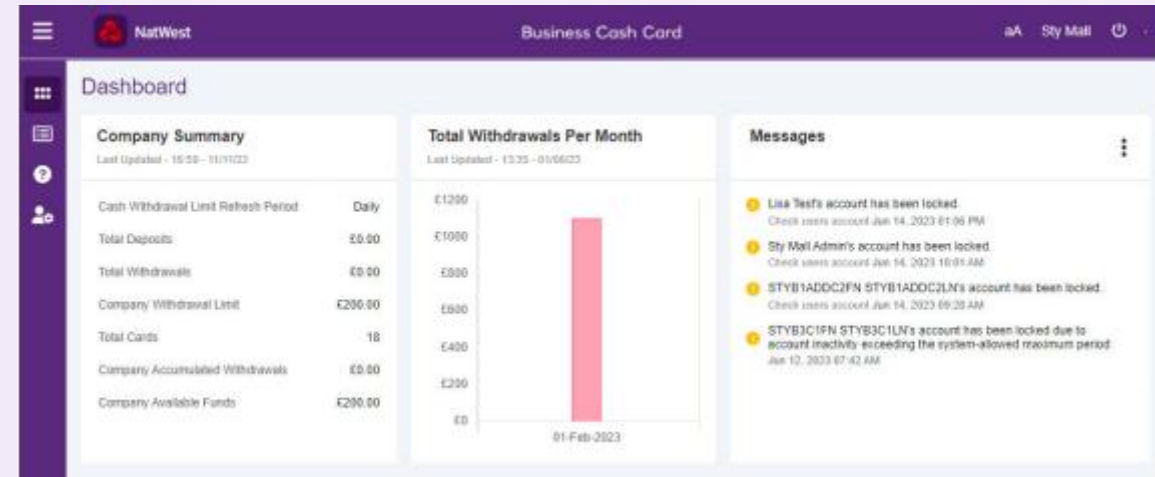 NatWest
Business Cash Card
aA Sty Mall
Dashboard
Company Summary
Last Updated - 16:59 - 11/11/23
Cash Withdrawal Limit Refresh Period Daily
Total Deposits £0.00
Total Withdrawals £0.00
Company Withdrawal Limit £200.00
Total Cards 18
Company Accumulated Withdrawals £0.00
Company Available Funds £200.00
Total Withdrawals Per Month
Last Updated - 13:35 - 01/06/23
£1200
£1000
£800
£600
£400
£200
£0
01-Feb-2023
Messages
Lisa Test's account has been locked.
Check users account Jun 14, 2023 01:06 PM
Sty Mall Admin's account has been locked.
Check users account Jun 14, 2023 10:01 AM
STYB1ADDC2FN STYB1ADDC2LN's account has been locked.
Check users account Jun 14, 2023 09:28 AM
STYB3C1FN STYB3C1LN's account has been locked due to
account inactivity exceeding the system-allowed maximum period.
Jun 12, 2023 07:42 AM